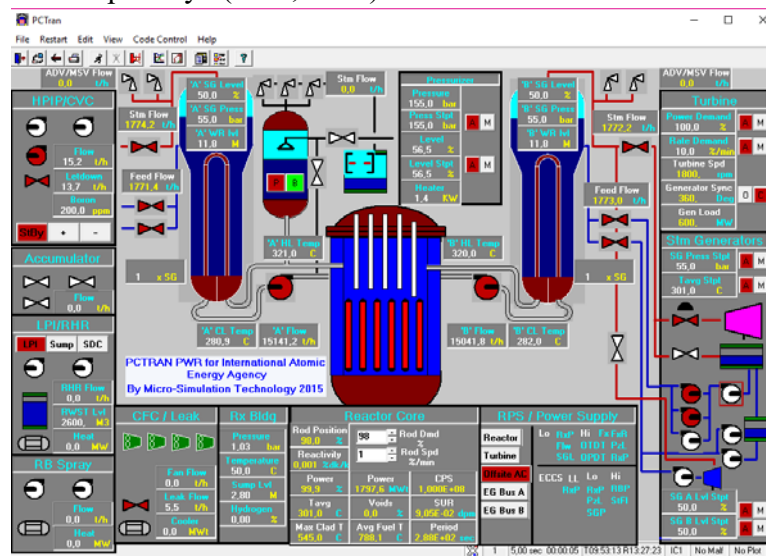 PCTran
File Restart Edit View Code Control Help
ADV/MSV Flow
0,0 t/h
HPIP/CVC
Flow
15,2 t/h
Letdown
13,7 t/h
Boron
200,0 ppm
StBy + -
Accumulator
Flow
0,0 t/h
LPI/RHR
LPI Sump SDC
RHR Flow
0,0 t/h
RWST Lvl
2600, M3
Heat
0,0 MW
RB Spray
Flow
0,0 t/h
Heat
0,0 MW
Stm Flow
1774,2 t/h
Feed Flow
1771,4 t/h
1 x SG
'A' SG Level
50,0 %
'A' SG Press
55,0 bar
'A' WR lvl
11,0 M
Stm Flow
0,0 t/h
P B
Pressurizer
Pressure
155,0 bar
Press Stpt
155,0 bar
A M
Level
56,5 %
Level Stpt
56,5 %
A M
Heater
1,4 KW
'B' SG Level
50,0 %
'B' SG Press
55,0 bar
'B' WR lvl
11,0 M
Stm Flow
1772,2 t/h
Feed Flow
1773,0 t/h
1 x SG
'A' HL Temp
321,0 C
'B' HL Temp
320,0 C
'A' CL Temp
280,9 C
'A' Flow
15141,2 t/h
'B' Flow
15041,8 t/h
'B' CL Temp
282,0 C
PCTRAN PWR for International Atomic
Energy Agency
By Micro-Simulation Technology 2015
ADV/MSV Flow
0,0 t/h
Turbine
Power Demand
100,0 %
A M
Rate Demand
10,0 %/min
A M
Turbine Spd
1800, rpm
Generator Sync
360, Deg
O C
Gen Load
600, MW
Stm Generators
SG Press Stpt
55,0 bar
A M
Tavg Stpt
301,0 C
A M
SG A Lvl Stpt
50,0 %
A M
SG B Lvl Stpt
50,0 %
A M
CFC / Leak
Fan Flow
0,0 t/h
Leak Flow
5,5 t/h
Cooler
0,0 MWt
Rx Bldg
Pressure
1,03 bar
Temperature
50,0 C
Sump Lvl
2,80 M
Hydrogen
0,00 %
Reactor Core
Rod Position
98,0 %
98 Rod Dmd
%
Reactivity
0,001 %dk/k
1 Rod Spd
%/min
Power
99,9 %
Power
1797,6 MWt
CPS
1,000E+08
Tavg
301,0 C
Voids
0,0 %
SUR
9,05E-02 dpm
Max Clad T
545,0 C
Avg Fuel T
788,1 C
Period
2,88E+02 sec
RPS / Power Supply
Reactor
Turbine
Offsite AC
EG Bus A
EG Bus B
Lo RxP Hi FxFxR
Flw OTDT PzL
SGL OPDT RxP
ECCS LL Lo Hi
RxP RxP RBP
PzL StFl
SGP
1 5,00 sec 00:00:05 T09:53:13 R13:27:23 IC1 No Malf No Plot